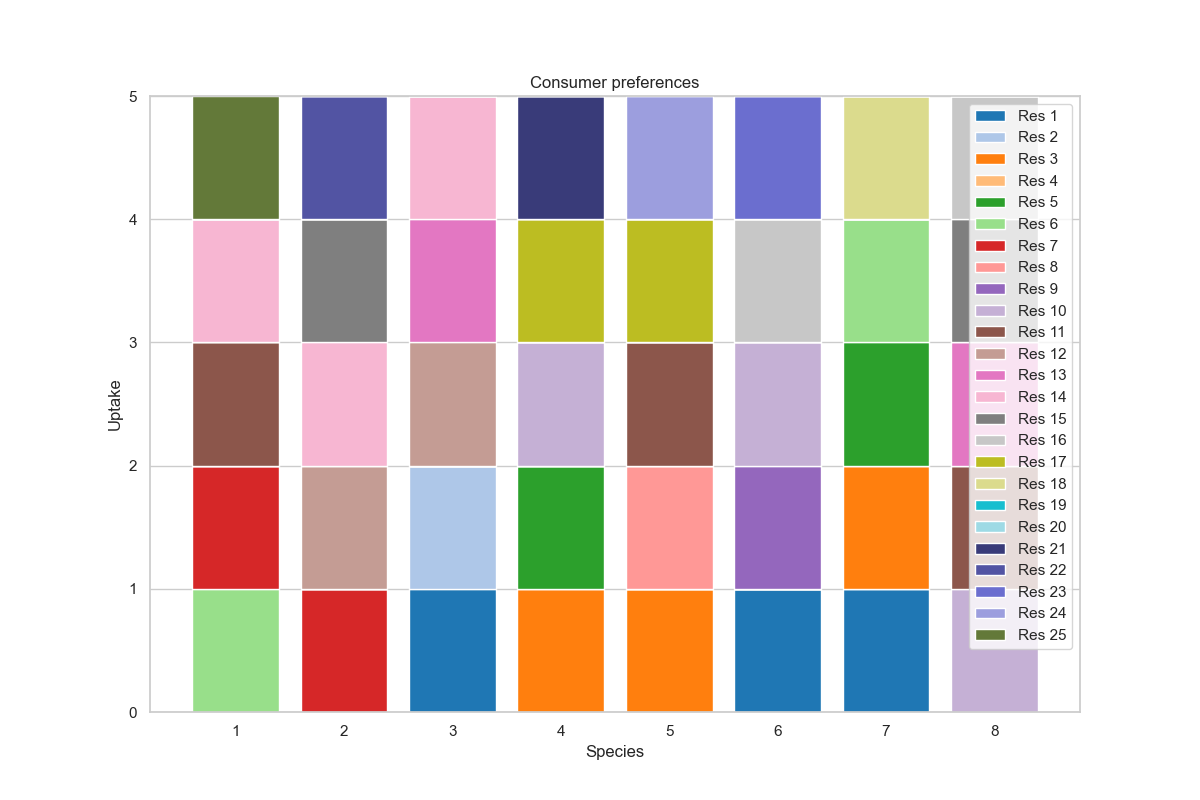 Consumer preferences
5
4
3
2
1
0
Uptake
1 2 3 4 5 6 7 8
Species
Res 1
Res 2
Res 3
Res 4
Res 5
Res 6
Res 7
Res 8
Res 9
Res 10
Res 11
Res 12
Res 13
Res 14
Res 15
Res 16
Res 17
Res 18
Res 19
Res 20
Res 21
Res 22
Res 23
Res 24
Res 25